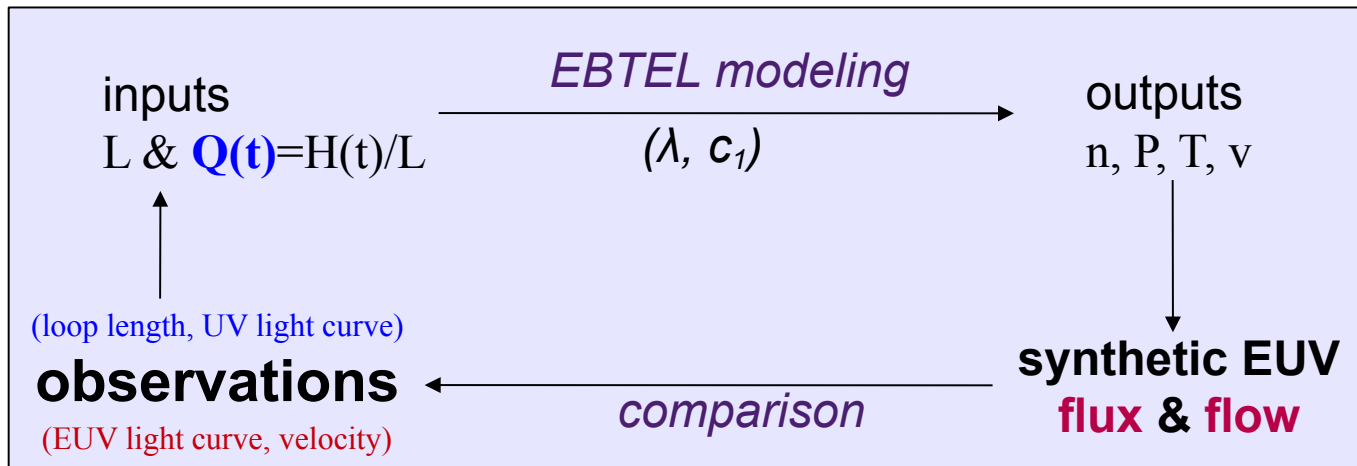 inputs
L & Q(t)=H(t)/L
EBTEL modeling
(λ, c₁)
outputs
n, P, T, v
(loop length, UV light curve)
observations
(EUV light curve, velocity)
comparison
synthetic EUV
flux & flow